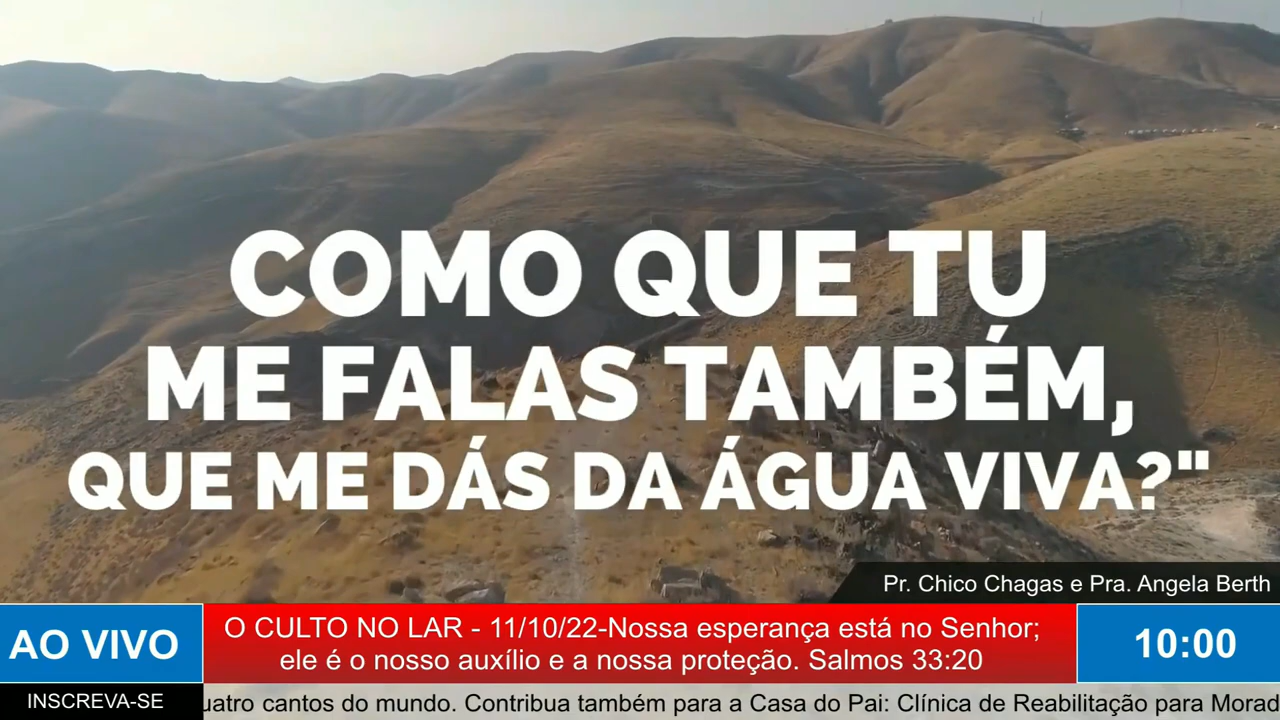 COMO QUE TU
ME FALAS TAMBÉM,
QUE ME DÁS DA ÁGUA VIVA?"
Pr. Chico Chagas e Pra. Angela Berth
AO VIVO
O CULTO NO LAR - 11/10/22-Nossa esperança está no Senhor;
ele é o nosso auxílio e a nossa proteção. Salmos 33:20
10:00
INSCREVA-SE
uatro cantos do mundo. Contribua também para a Casa do Pai: Clínica de Reabilitação para Morad